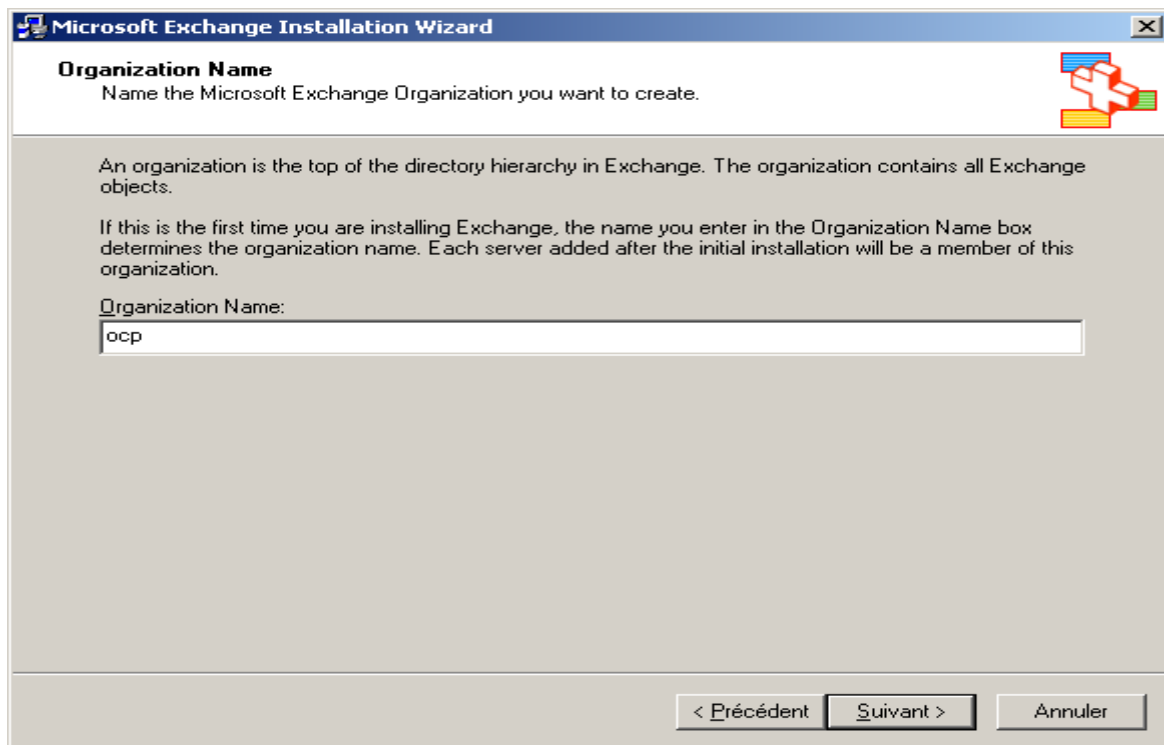 Microsoft Exchange Installation Wizard
Organization Name
Name the Microsoft Exchange Organization you want to create.
An organization is the top of the directory hierarchy in Exchange. The organization contains all Exchange
objects.
If this is the first time you are installing Exchange, the name you enter in the Organization Name box
determines the organization name. Each server added after the initial installation will be a member of this
organization.
Organization Name:
ocp
< Précédent
Suivant >
Annuler